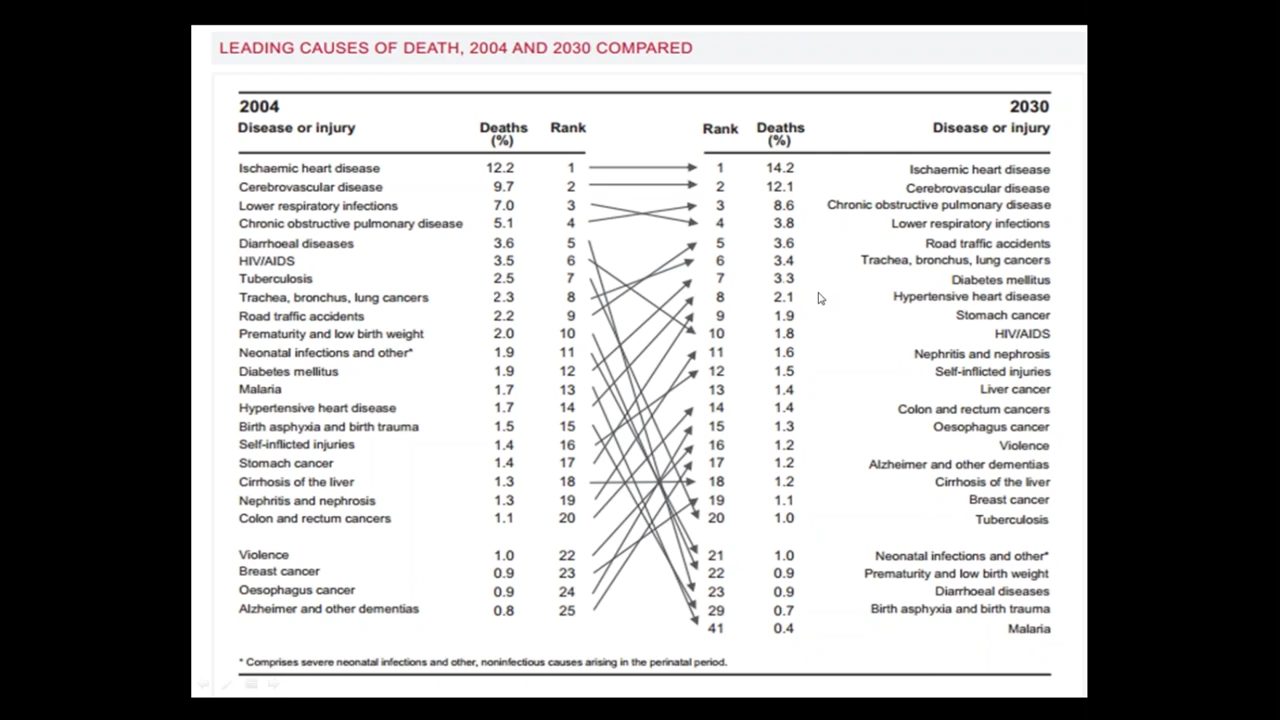 LEADING CAUSES OF DEATH, 2004 AND 2030 COMPARED
2004 2030
Disease or injury Deaths (%) Rank Rank Deaths (%) Disease or injury
Ischaemic heart disease 12.2 1 1 14.2 Ischaemic heart disease
Cerebrovascular disease 9.7 2 2 12.1 Cerebrovascular disease
Lower respiratory infections 7.0 3 3 8.6 Chronic obstructive pulmonary disease
Chronic obstructive pulmonary disease 5.1 4 4 3.8 Lower respiratory infections
Diarrhoeal diseases 3.6 5 5 3.6 Road traffic accidents
HIV/AIDS 3.5 6 6 3.4 Trachea, bronchus, lung cancers
Tuberculosis 2.5 7 7 3.3 Diabetes mellitus
Trachea, bronchus, lung cancers 2.3 8 8 2.1 Hypertensive heart disease
Road traffic accidents 2.2 9 9 1.9 Stomach cancer
Prematurity and low birth weight 2.0 10 10 1.8 HIV/AIDS
Neonatal infections and other* 1.9 11 11 1.6 Nephritis and nephrosis
Diabetes mellitus 1.9 12 12 1.5 Self-inflicted injuries
Malaria 1.7 13 13 1.4 Liver cancer
Hypertensive heart disease 1.7 14 14 1.4 Colon and rectum cancers
Birth asphyxia and birth trauma 1.5 15 15 1.3 Oesophagus cancer
Self-inflicted injuries 1.4 16 16 1.2 Violence
Stomach cancer 1.4 17 17 1.2 Alzheimer and other dementias
Cirrhosis of the liver 1.3 18 18 1.2 Cirrhosis of the liver
Nephritis and nephrosis 1.3 19 19 1.1 Breast cancer
Colon and rectum cancers 1.1 20 20 1.0 Tuberculosis
Violence 1.0 22 21 1.0 Neonatal infections and other*
Breast cancer 0.9 23 22 0.9 Prematurity and low birth weight
Oesophagus cancer 0.9 24 23 0.9 Diarrhoeal diseases
Alzheimer and other dementias 0.8 25 29 0.7 Birth asphyxia and birth trauma
41 0.4 Malaria
* Comprises severe neonatal infections and other, noninfectious causes arising in the perinatal period.